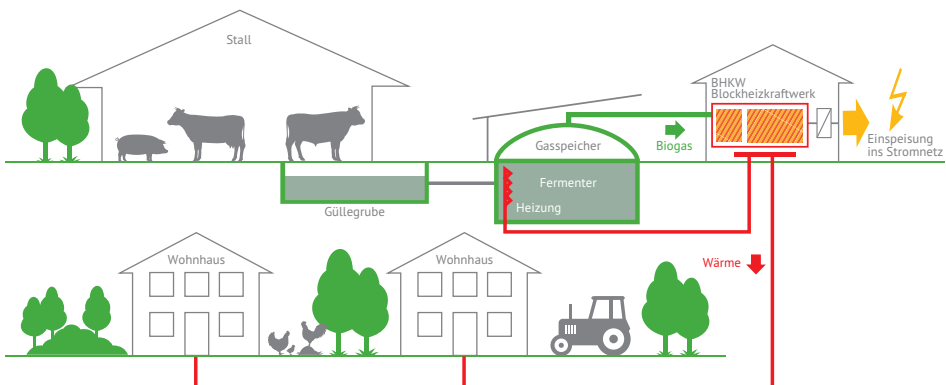 Stall
BHKW
Blockheizkraftwerk
Gasspeicher
Biogas
Einspeisung
ins Stromnetz
Fermenter
Heizung
Güllegrube
Wohnhaus
Wohnhaus
Wärme